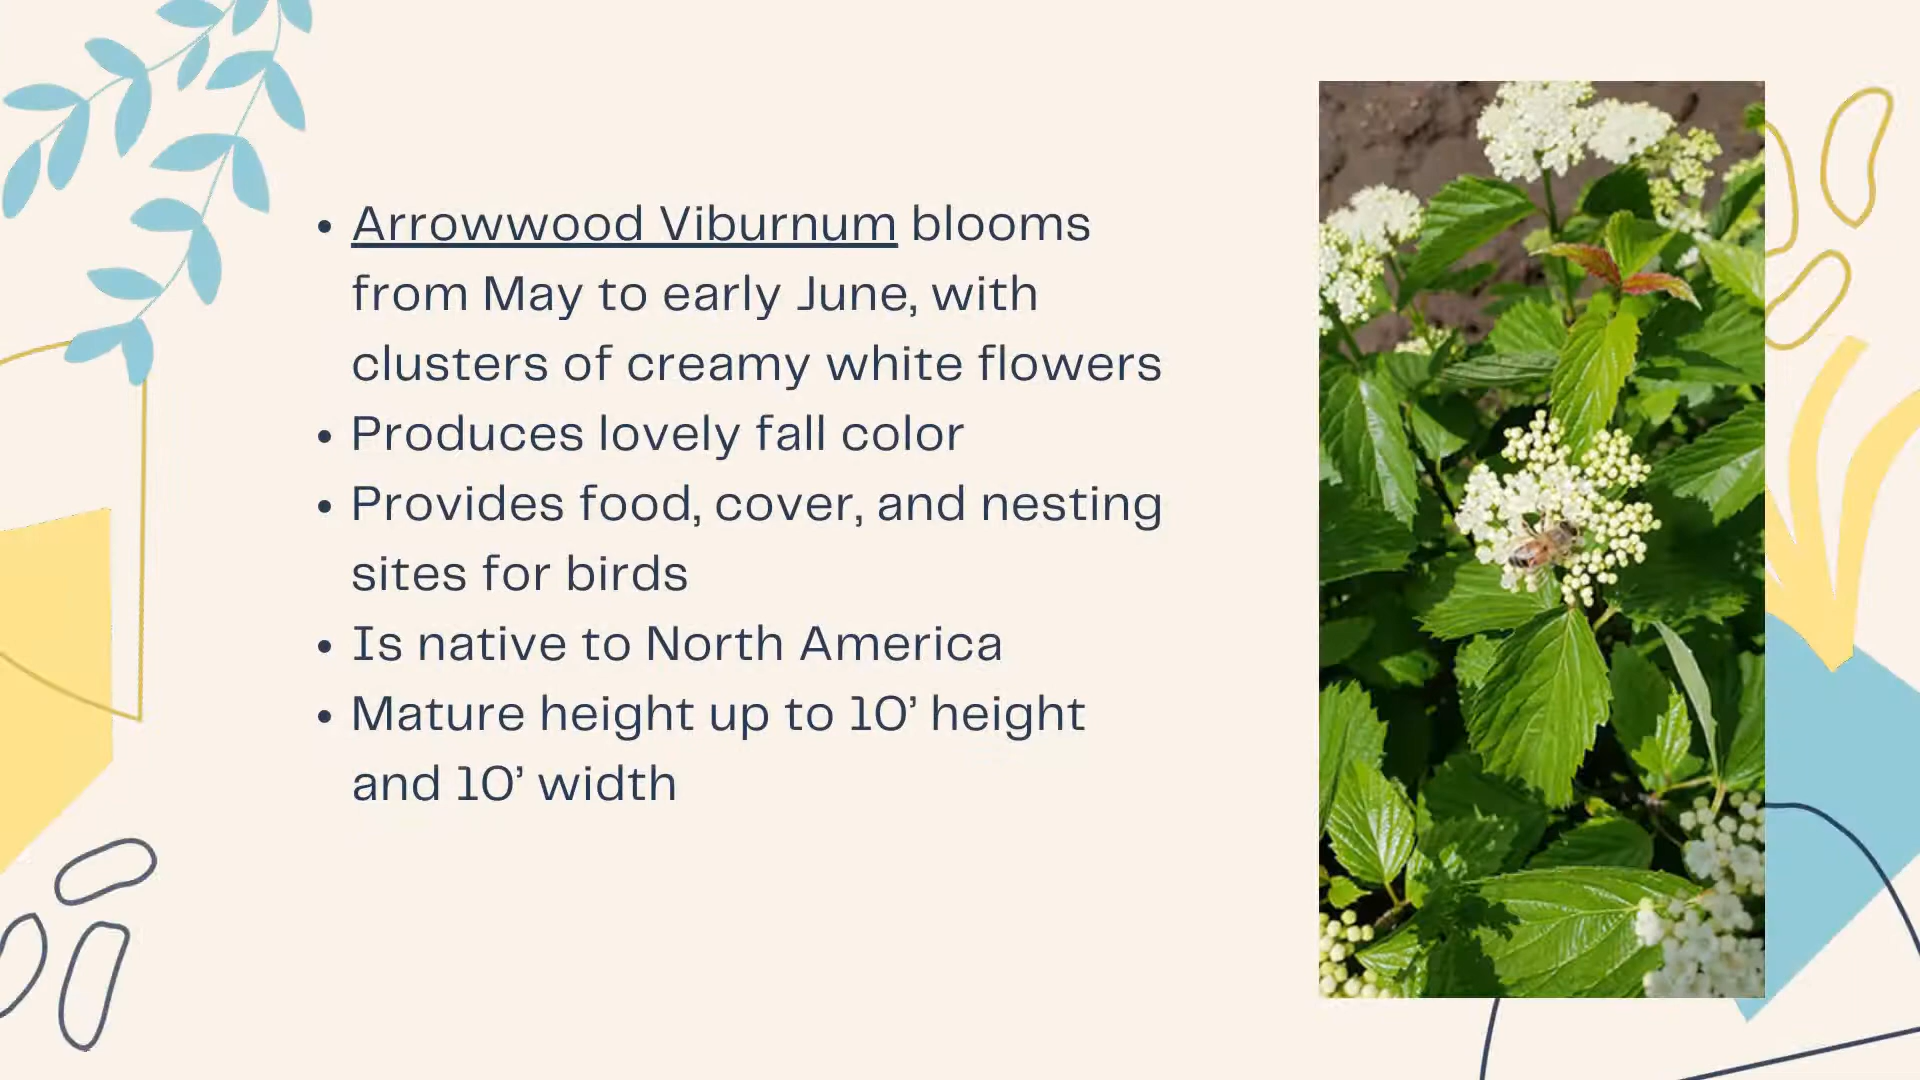 • Arrowwood Viburnum blooms
from May to early June, with
clusters of creamy white flowers
• Produces lovely fall color
• Provides food, cover, and nesting
sites for birds
• Is native to North America
• Mature height up to 10’ height
and 10’ width